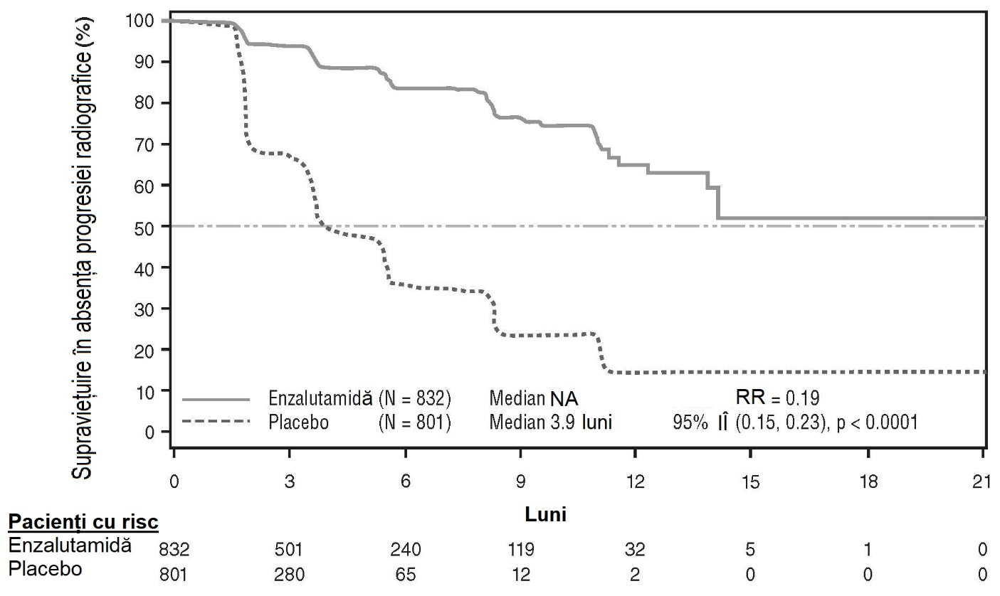 Supraviețuire în absența progresiei radiografice (%)
100
90
80
70
60
50
40
30
20
10
0
Enzalutamidă (N = 832) Median NA RR = 0.19
Placebo (N = 801) Median 3.9 luni 95% IÎ (0.15, 0.23), p < 0.0001
0 3 6 9 12 15 18 21
Luni
Pacienți cu risc
Enzalutamidă 832 501 240 119 32 5 1 0
Placebo 801 280 65 12 2 0 0 0